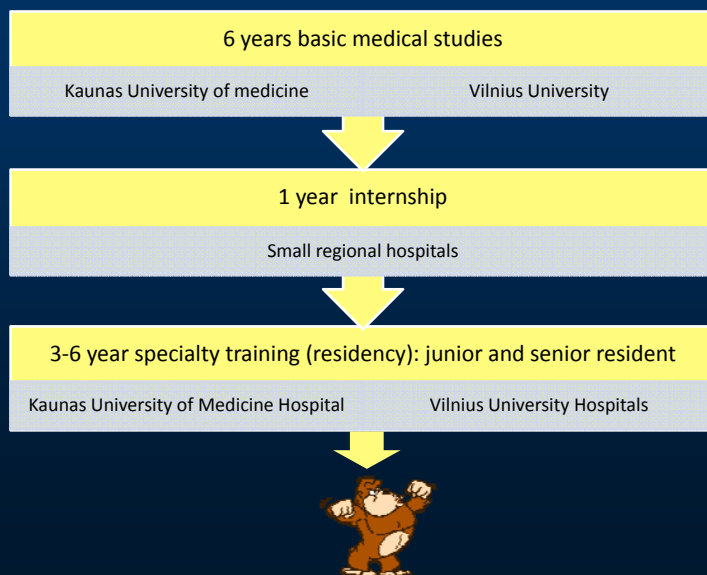 6 years basic medical studies
Kaunas University of medicine
Vilnius University
1 year internship
Small regional hospitals
3-6 year specialty training (residency): junior and senior resident
Kaunas University of Medicine Hospital
Vilnius University Hospitals